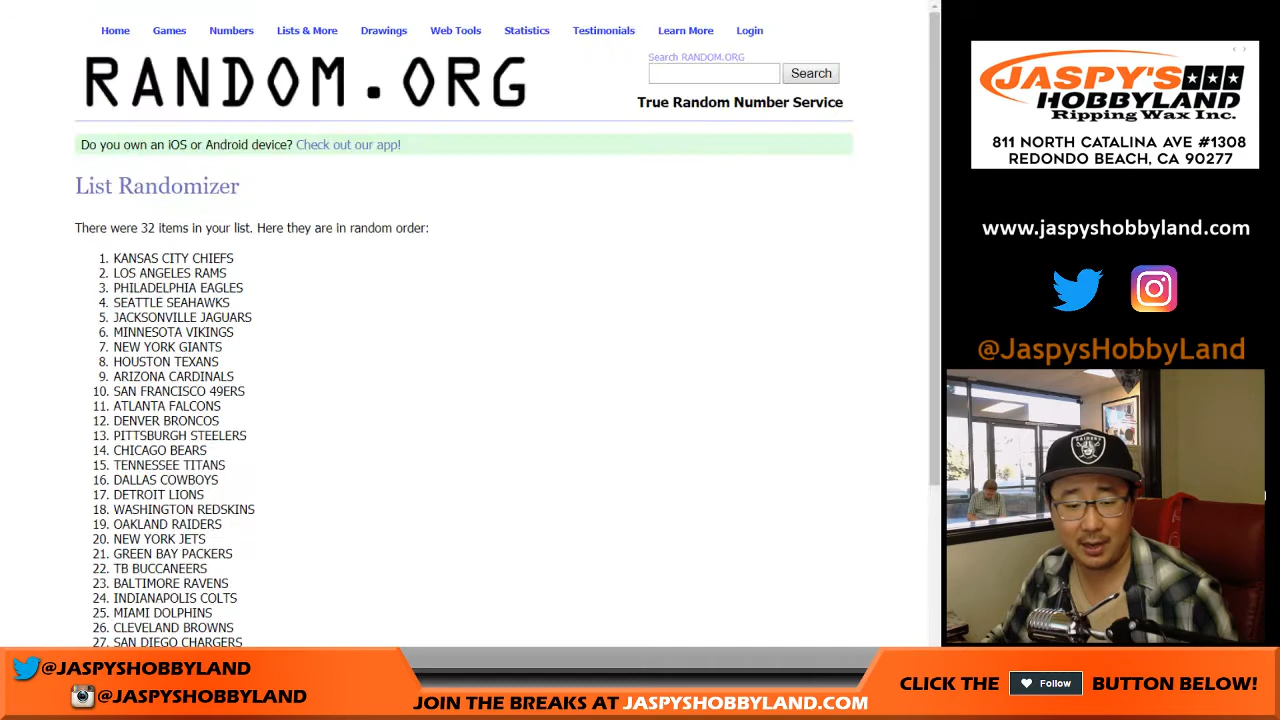 Home Games Numbers Lists & More Drawings Web Tools Statistics Testimonials Learn More Login
RANDOM.ORG
Search RANDOM.ORG
Search
True Random Number Service
Do you own an iOS or Android device? Check out our app!
List Randomizer
There were 32 items in your list. Here they are in random order:
1. KANSAS CITY CHIEFS
2. LOS ANGELES RAMS
3. PHILADELPHIA EAGLES
4. SEATTLE SEAHAWKS
5. JACKSONVILLE JAGUARS
6. MINNESOTA VIKINGS
7. NEW YORK GIANTS
8. HOUSTON TEXANS
9. ARIZONA CARDINALS
10. SAN FRANCISCO 49ERS
11. ATLANTA FALCONS
12. DENVER BRONCOS
13. PITTSBURGH STEELERS
14. CHICAGO BEARS
15. TENNESSEE TITANS
16. DALLAS COWBOYS
17. DETROIT LIONS
18. WASHINGTON REDSKINS
19. OAKLAND RAIDERS
20. NEW YORK JETS
21. GREEN BAY PACKERS
22. TB BUCCANEERS
23. BALTIMORE RAVENS
24. INDIANAPOLIS COLTS
25. MIAMI DOLPHINS
26. CLEVELAND BROWNS
27. SAN DIEGO CHARGERS
JASPY'S
HOBBYLAND
Ripping Wax Inc.
811 NORTH CATALINA AVE #1308
REDONDO BEACH, CA 90277
www.jaspyshobbyland.com
@JaspysHobbyLand
RAIDERS
@JASPYSHOBBYLAND
@JASPYSHOBBYLAND
JOIN THE BREAKS AT JASPYSHOBBYLAND.COM
CLICK THE Follow BUTTON BELOW!